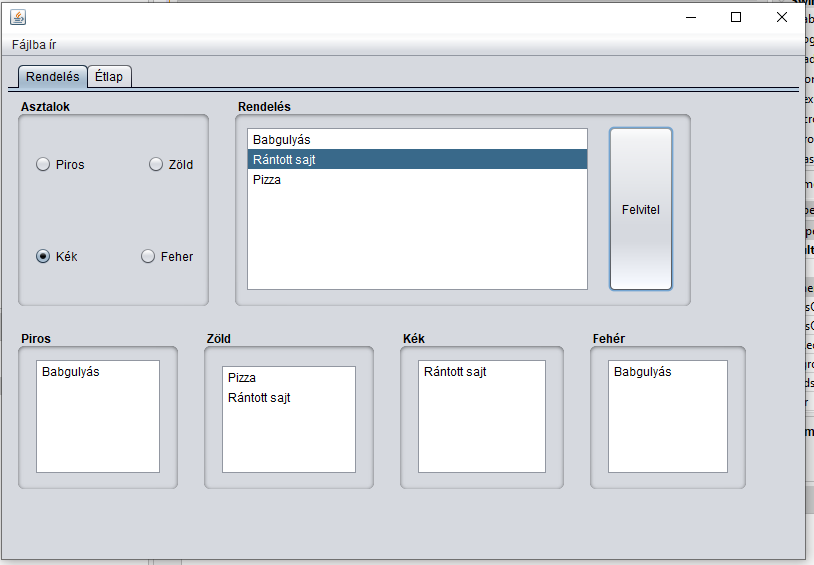 Fájlba ír
Rendelés Étlap
Asztalok
Piros
Zöld
Kék
Feher
Rendelés
Babgulyás
Rántott sajt
Pizza
Felvitel
Piros
Babgulyás
Zöld
Pizza
Rántott sajt
Kék
Rántott sajt
Fehér
Babgulyás